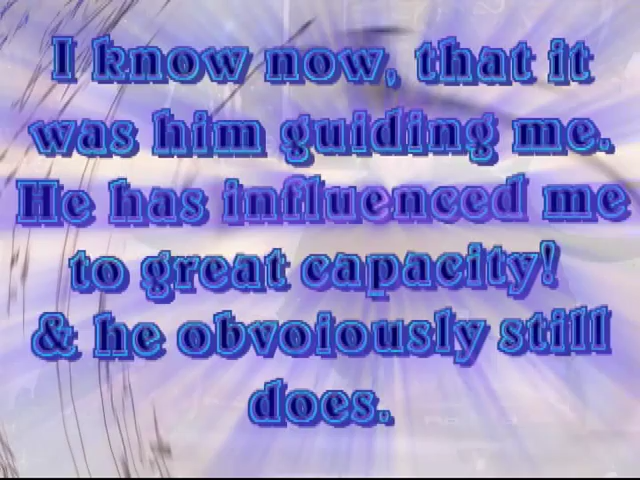 I know now, that it
was him guiding me.
He has influenced me
to great capacity!
& he obvoiously still
does.